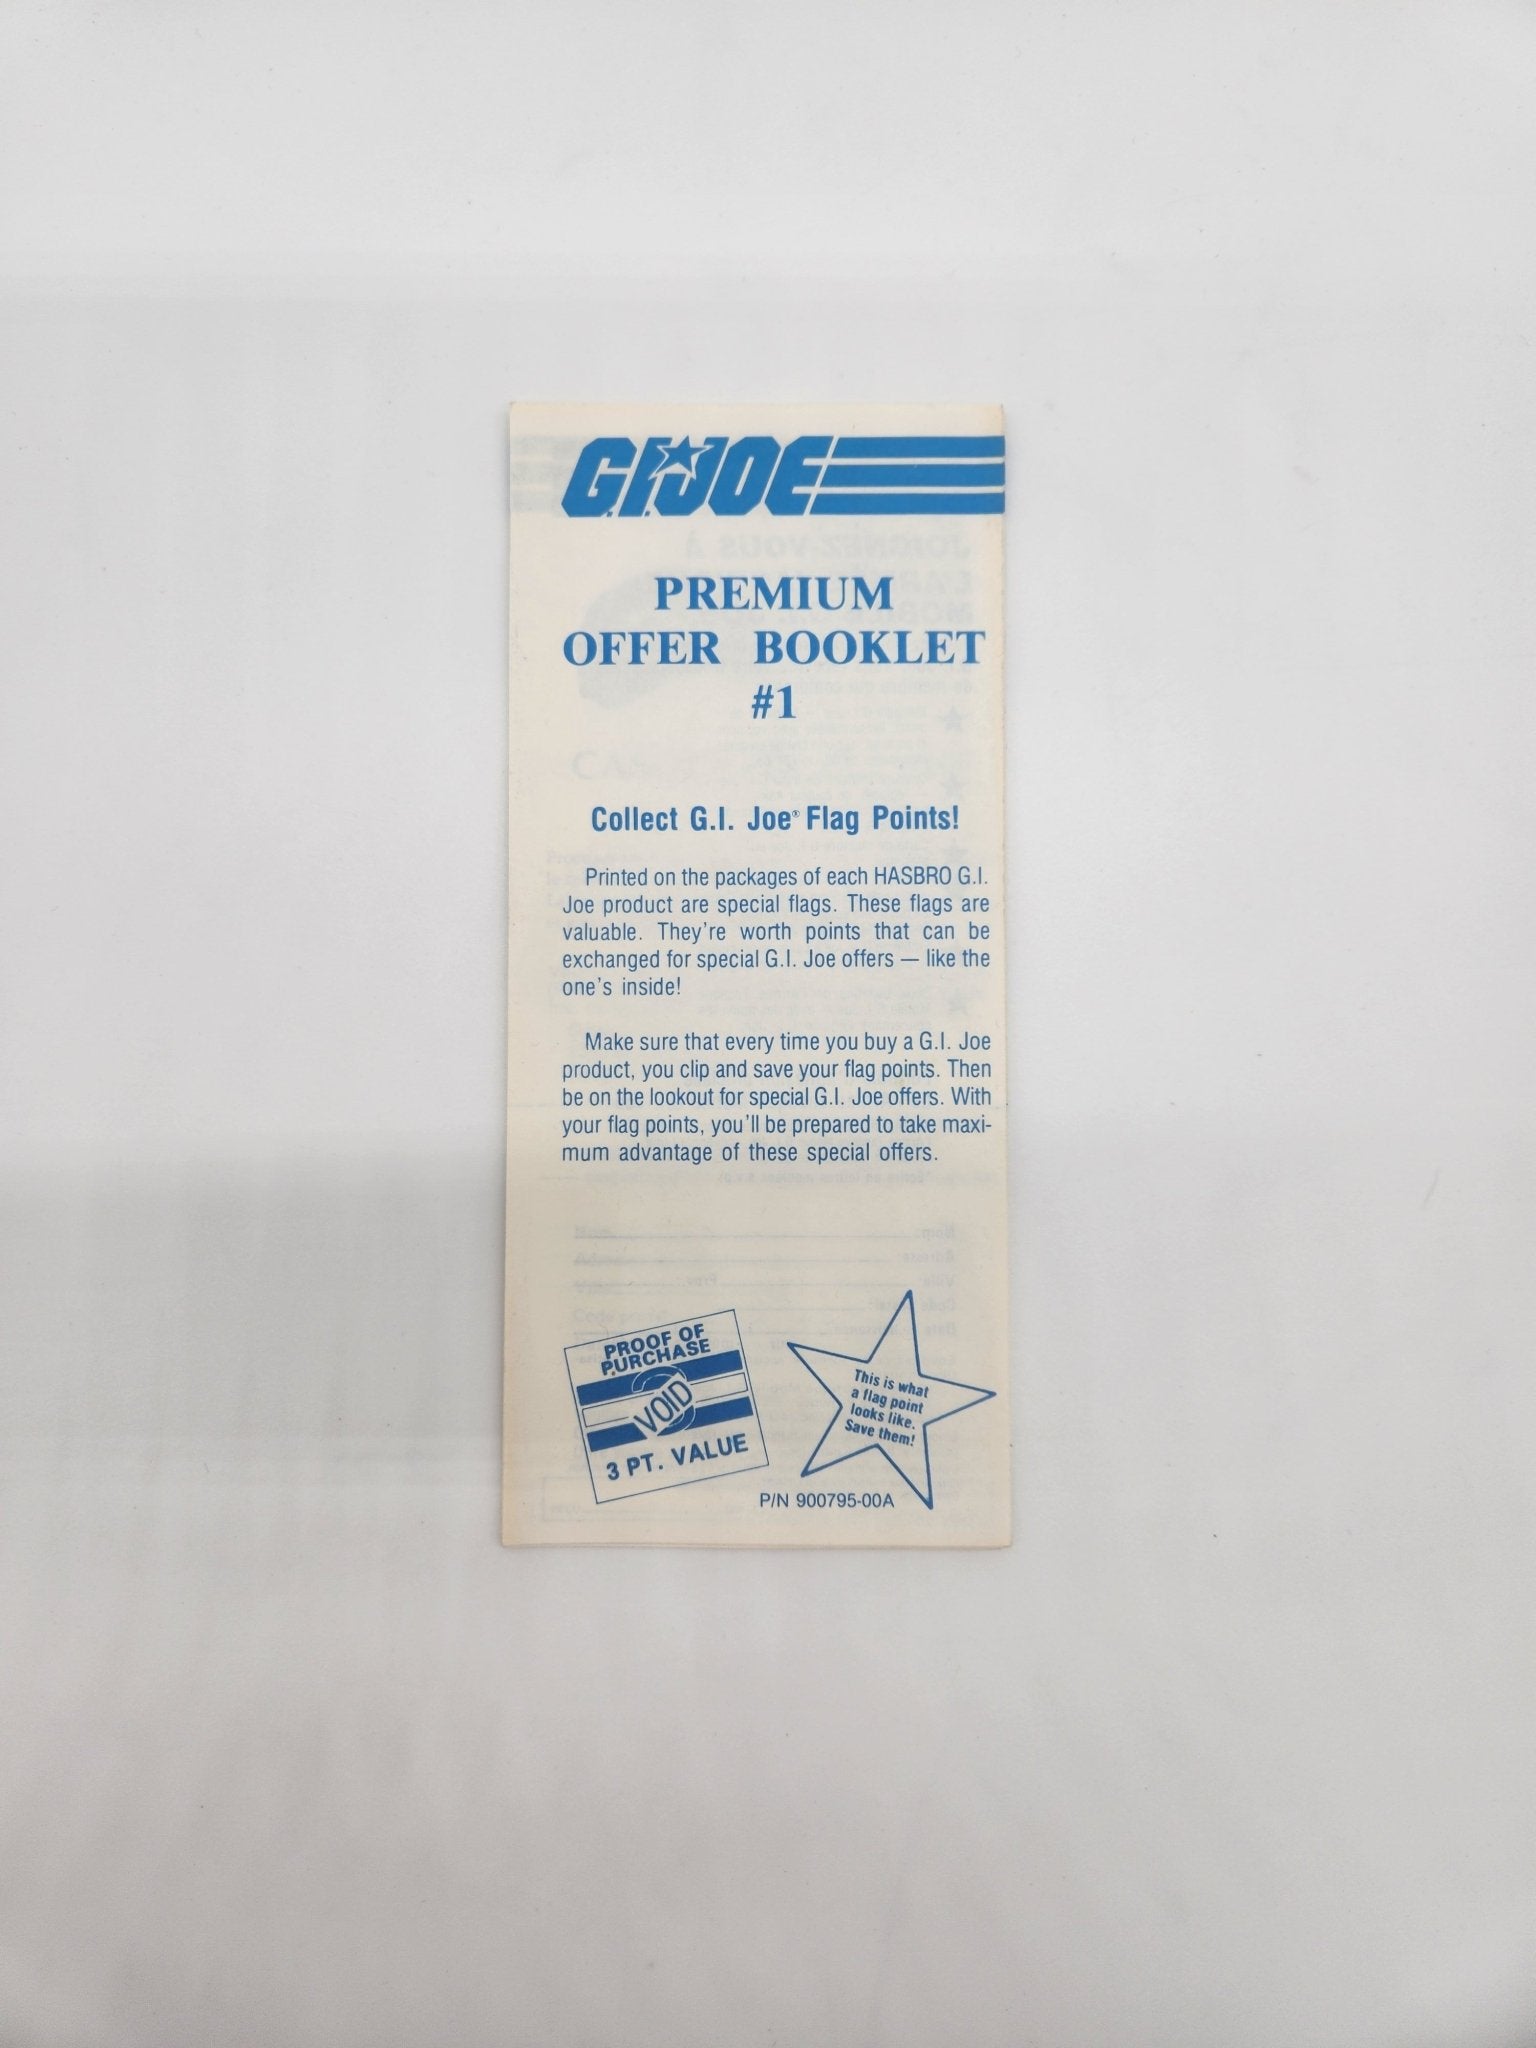 G.I.JOE
PREMIUM
OFFER BOOKLET
#1
Collect G.I. Joe® Flag Points!
Printed on the packages of each HASBRO G.I.
Joe product are special flags. These flags are
valuable. They're worth points that can be
exchanged for special G.I. Joe offers — like the
one's inside!
Make sure that every time you buy a G.I. Joe
product, you clip and save your flag points. Then
be on the lookout for special G.I. Joe offers. With
your flag points, you'll be prepared to take maxi-
mum advantage of these special offers.
PROOF OF
PURCHASE
3
VOID
3 PT. VALUE
This is what
a flag point
looks like.
Save them!
P/N 900795-00A